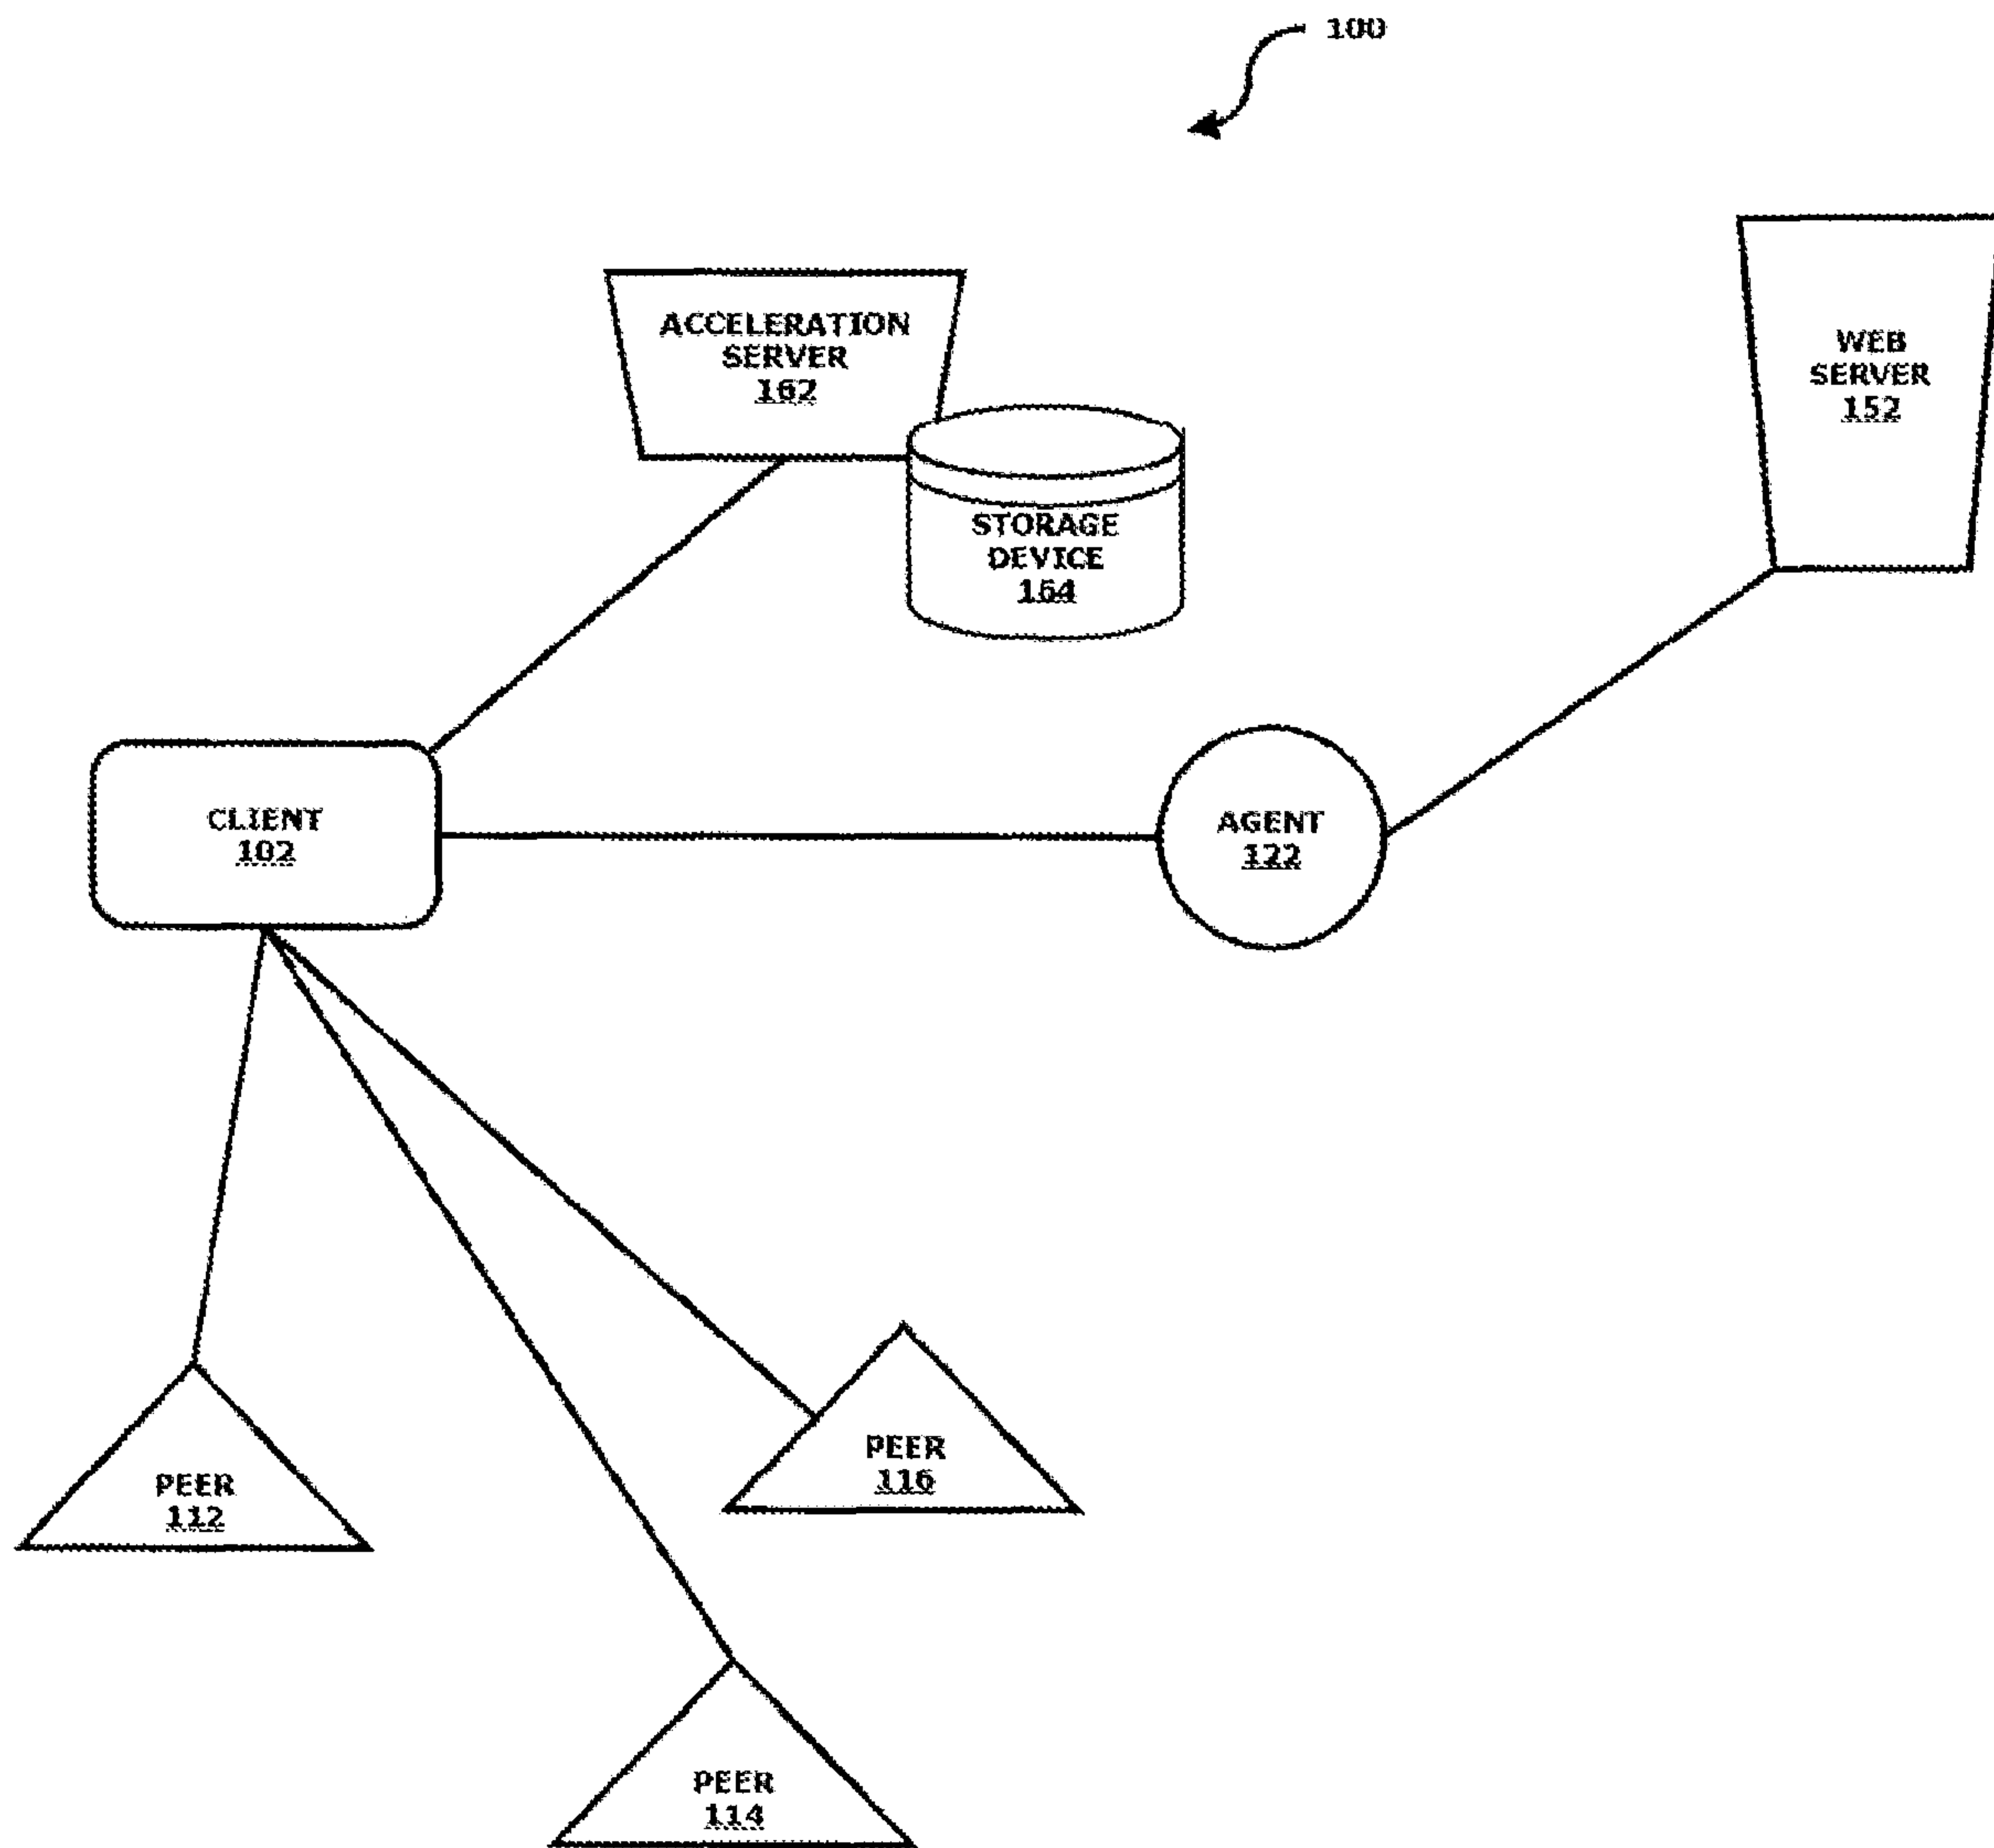 100
ACCELERATION
SERVER
162
STORAGE
DEVICE
164
WEB
SERVER
152
CLIENT
102
AGENT
122
PEER
116
PEER
112
PEER
114